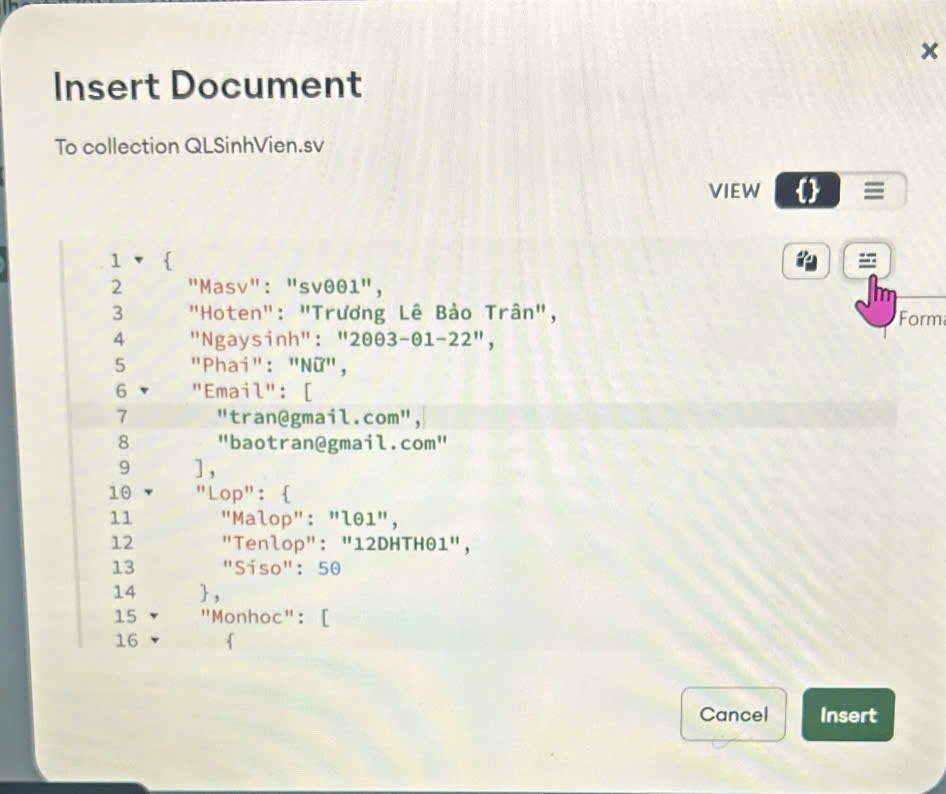 Insert Document
To collection QLSinhVien.sv
VIEW {}
1 {
2 "Masv": "sv001",
3 "Hoten": "Trương Lê Bảo Trân",
4 "Ngaysinh": "2003-01-22",
5 "Phai": "Nữ",
6 "Email": [
7 "tran@gmail.com",
8 "baotran@gmail.com"
9 ],
10 "Lop": {
11 "Malop": "l01",
12 "Tenlop": "12DHTH01",
13 "Siso": 50
14 },
15 "Monhoc": [
16 {
Cancel
Insert